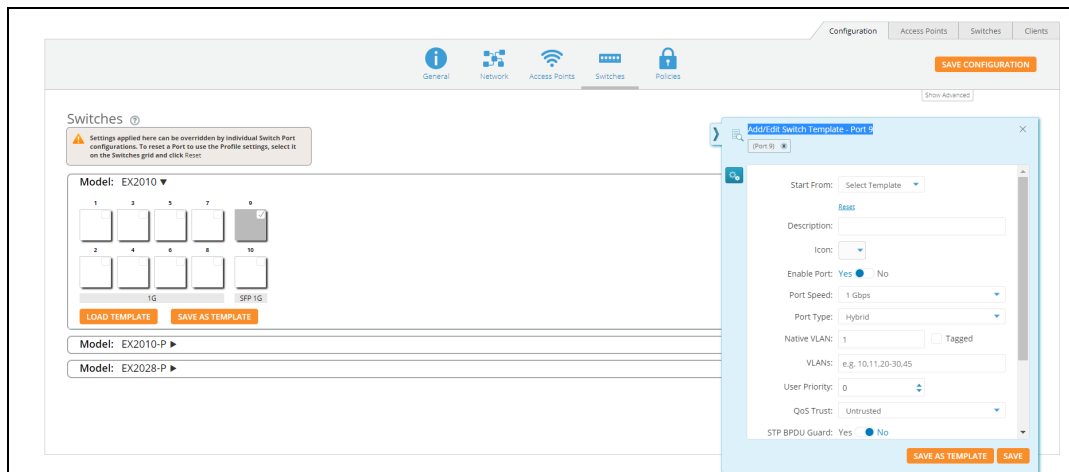 Configuration
Access Points
Switches
Clients
General
Network
Access Points
Switches
Policies
SAVE CONFIGURATION
Show Advanced
Switches ?
Settings applied here can be overridden by individual Switch Port
configurations. To reset a Port to use the Profile settings, select it
on the Switches grid and click Reset
Model: EX2010 ▼
1 3 5 7 9
2 4 6 8 10
1G SFP 1G
LOAD TEMPLATE SAVE AS TEMPLATE
Model: EX2010-P ▶
Model: EX2028-P ▶
Add/Edit Switch Template - Port 9
(Port 9)
Start From: Select Template
Reset
Description:
Icon:
Enable Port: Yes No
Port Speed: 1 Gbps
Port Type: Hybrid
Native VLAN: 1 Tagged
VLANs: e.g. 10,11,20-30,45
User Priority: 0
QoS Trust: Untrusted
STP BPDU Guard: Yes No
SAVE AS TEMPLATE SAVE